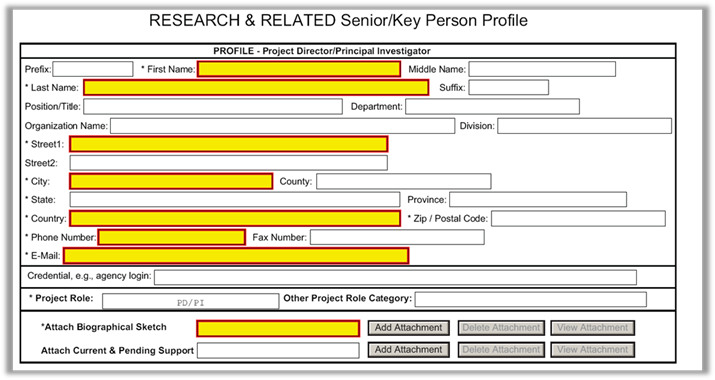 RESEARCH & RELATED Senior/Key Person Profile
PROFILE - Project Director/Principal Investigator
Prefix: * First Name: Middle Name:
* Last Name: Suffix:
Position/Title: Department:
Organization Name: Division:
* Street1:
Street2:
* City: County:
* State: Province:
* Country: * Zip / Postal Code:
* Phone Number: Fax Number:
* E-Mail:
Credential, e.g., agency login:
* Project Role: PD/PI Other Project Role Category:
*Attach Biographical Sketch Add Attachment Delete Attachment View Attachment
Attach Current & Pending Support Add Attachment Delete Attachment View Attachment